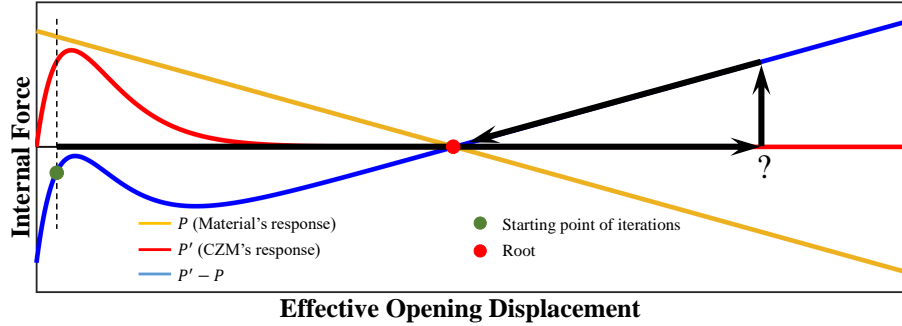 Internal Force
?
P (Material's response)
P′ (CZM's response)
P′ − P
Starting point of iterations
Root
Effective Opening Displacement